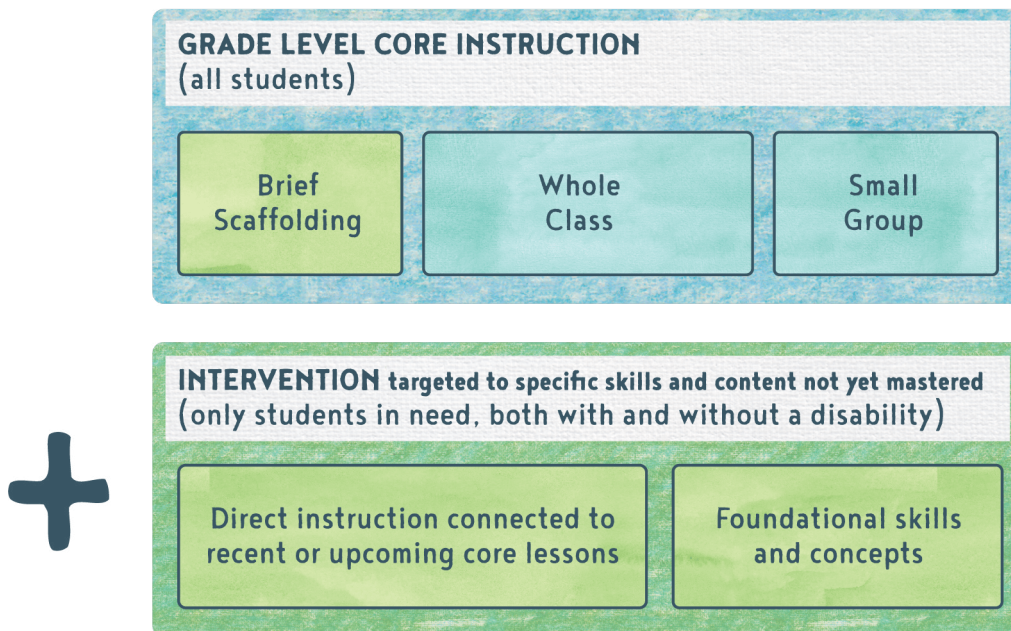 GRADE LEVEL CORE INSTRUCTION
(all students)
Brief
Scaffolding
Whole
Class
Small
Group
INTERVENTION targeted to specific skills and content not yet mastered
(only students in need, both with and without a disability)
Direct instruction connected to
recent or upcoming core lessons
Foundational skills
and concepts